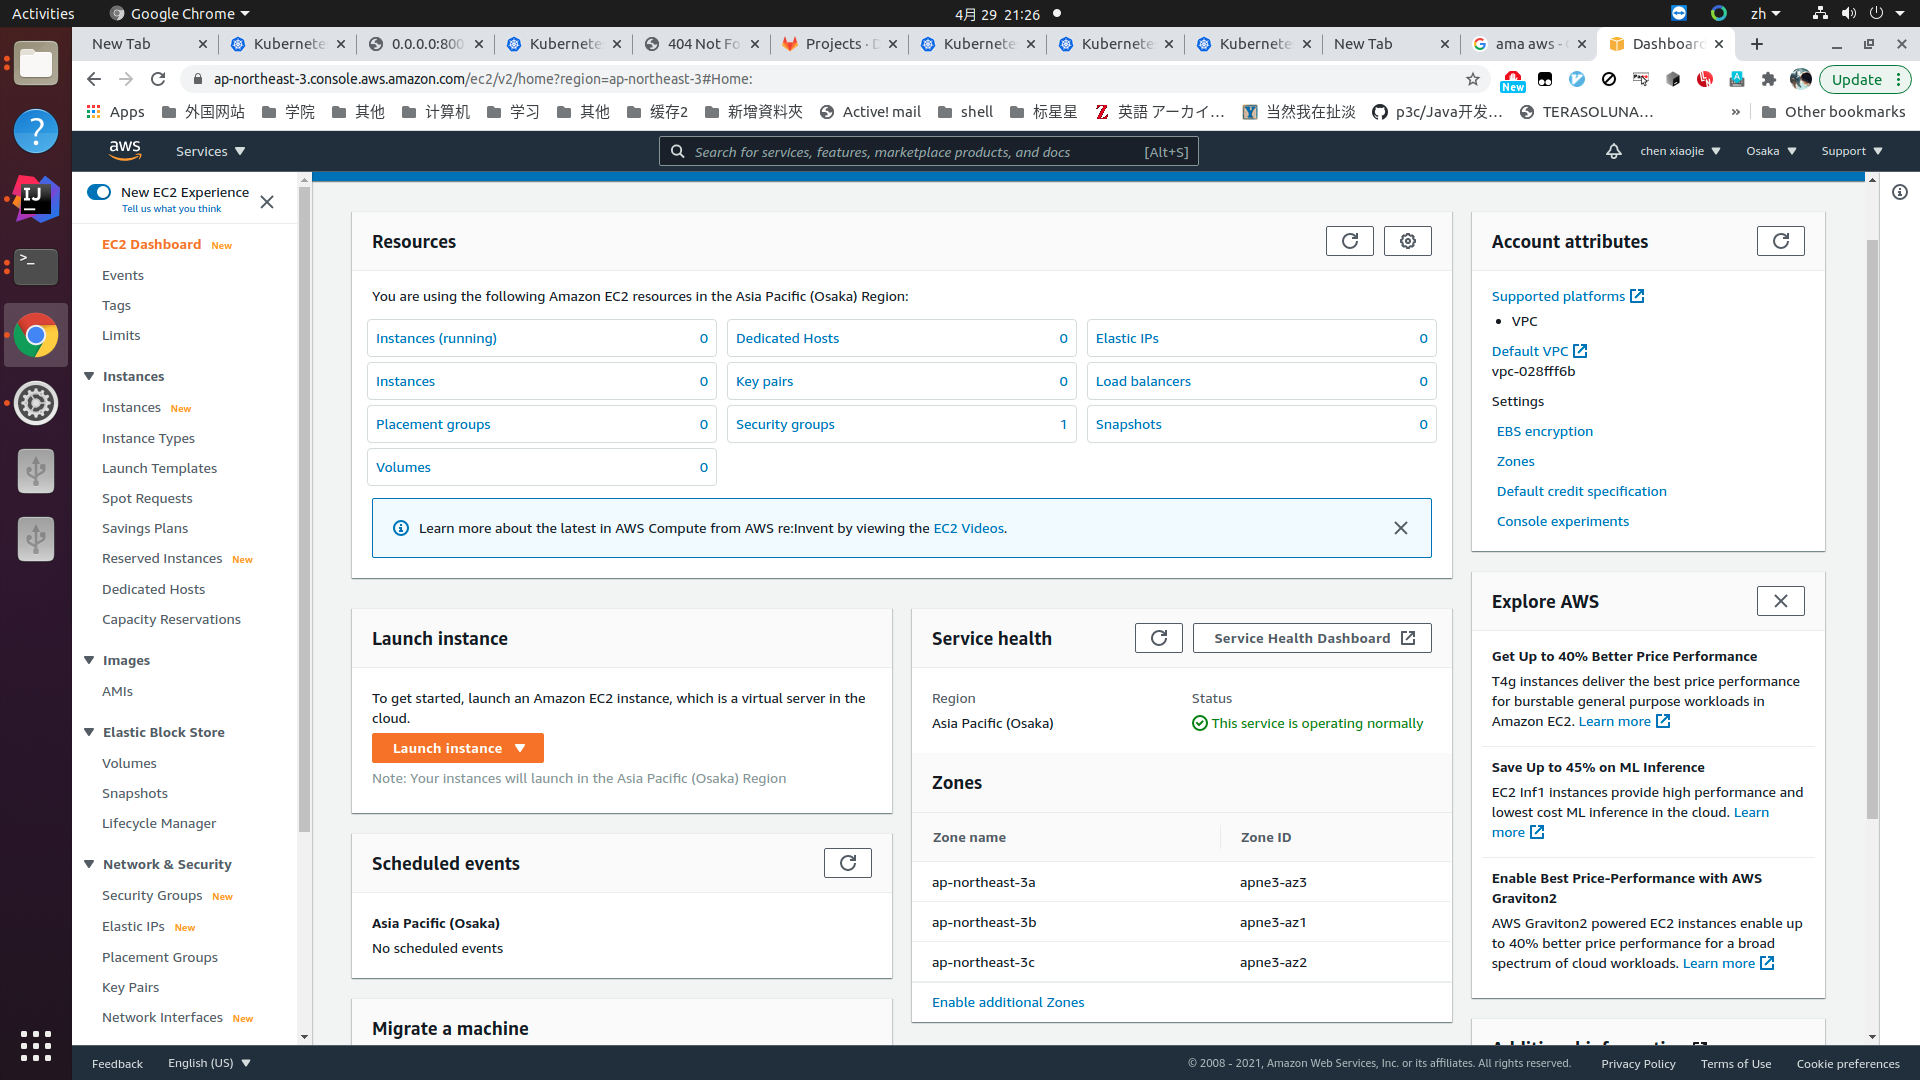 Activities
Google Chrome
4月 29 21:26
zh
New Tab
Kubernete
0.0.0.0:800
Kubernete
404 Not Fo
Projects · D
Kubernete
Kubernete
Kubernete
New Tab
ama aws -
Dashboard
ap-northeast-3.console.aws.amazon.com/ec2/v2/home?region=ap-northeast-3#Home:
New
Update
Apps
外国网站
学院
其他
计算机
学习
其他
缓存2
新增資料夾
Active! mail
shell
标星星
英語 アーカイ…
当然我在扯淡
p3c/Java开发…
TERASOLUNA…
»
Other bookmarks
aws
Services
Search for services, features, marketplace products, and docs
[Alt+S]
chen xiaojie
Osaka
Support
New EC2 Experience
Tell us what you think
EC2 Dashboard New
Events
Tags
Limits
Instances
Instances New
Instance Types
Launch Templates
Spot Requests
Savings Plans
Reserved Instances New
Dedicated Hosts
Capacity Reservations
Images
AMIs
Elastic Block Store
Volumes
Snapshots
Lifecycle Manager
Network & Security
Security Groups New
Elastic IPs New
Placement Groups
Key Pairs
Network Interfaces New
Resources
You are using the following Amazon EC2 resources in the Asia Pacific (Osaka) Region:
Instances (running) 0
Dedicated Hosts 0
Elastic IPs 0
Instances 0
Key pairs 0
Load balancers 0
Placement groups 0
Security groups 1
Snapshots 0
Volumes 0
Learn more about the latest in AWS Compute from AWS re:Invent by viewing the EC2 Videos.
Launch instance
To get started, launch an Amazon EC2 instance, which is a virtual server in the
cloud.
Launch instance
Note: Your instances will launch in the Asia Pacific (Osaka) Region
Scheduled events
Asia Pacific (Osaka)
No scheduled events
Migrate a machine
Service health
Service Health Dashboard
Region
Status
Asia Pacific (Osaka)
This service is operating normally
Zones
Zone name
Zone ID
ap-northeast-3a
apne3-az3
ap-northeast-3b
apne3-az1
ap-northeast-3c
apne3-az2
Enable additional Zones
Account attributes
Supported platforms
• VPC
Default VPC
vpc-028fff6b
Settings
EBS encryption
Zones
Default credit specification
Console experiments
Explore AWS
Get Up to 40% Better Price Performance
T4g instances deliver the best price performance
for burstable general purpose workloads in
Amazon EC2. Learn more
Save Up to 45% on ML Inference
EC2 Inf1 instances provide high performance and
lowest cost ML inference in the cloud. Learn
more
Enable Best Price-Performance with AWS
Graviton2
AWS Graviton2 powered EC2 instances enable up
to 40% better price performance for a broad
spectrum of cloud workloads. Learn more
Additional information
Feedback
English (US)
© 2008 - 2021, Amazon Web Services, Inc. or its affiliates. All rights reserved.
Privacy Policy
Terms of Use
Cookie preferences